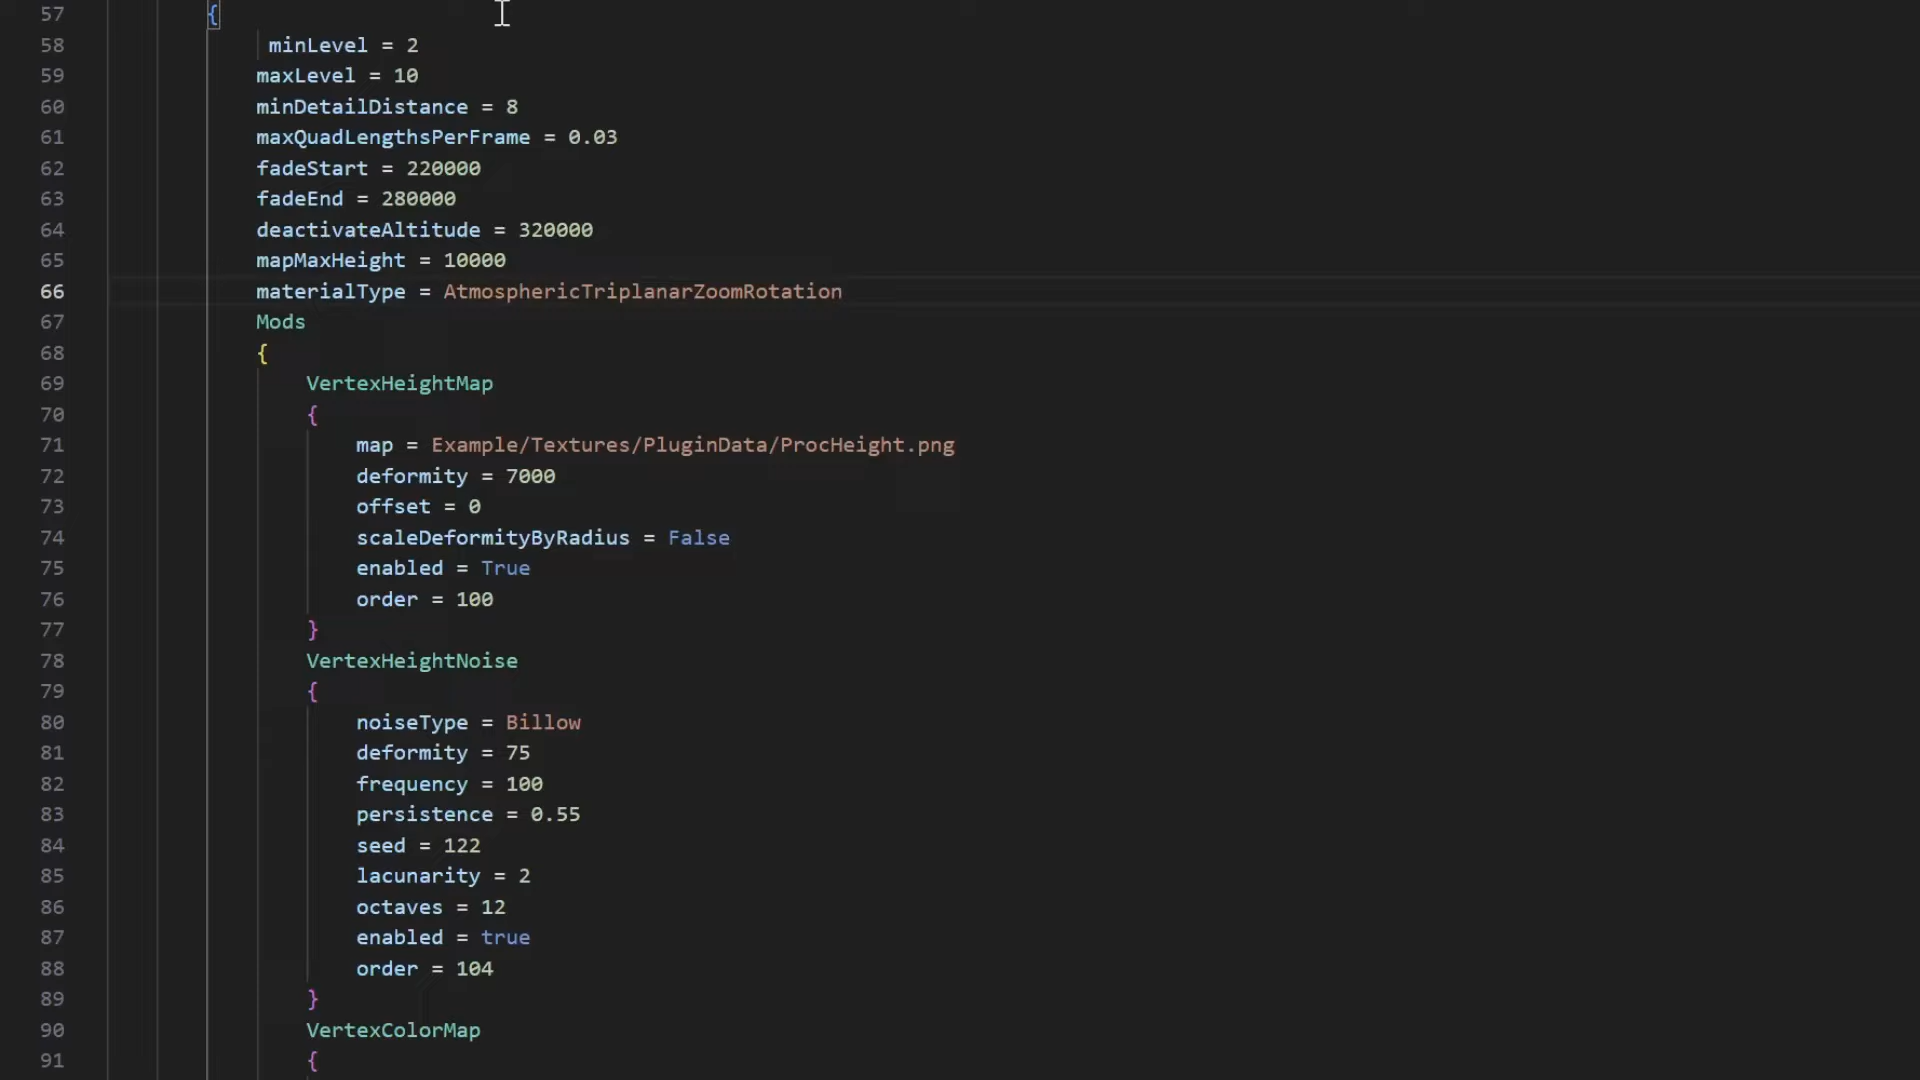 57 {
58 minLevel = 2
59 maxLevel = 10
60 minDetailDistance = 8
61 maxQuadLengthsPerFrame = 0.03
62 fadeStart = 220000
63 fadeEnd = 280000
64 deactivateAltitude = 320000
65 mapMaxHeight = 10000
66 materialType = AtmosphericTriplanarZoomRotation
67 Mods
68 {
69 VertexHeightMap
70 {
71 map = Example/Textures/PluginData/ProcHeight.png
72 deformity = 7000
73 offset = 0
74 scaleDeformityByRadius = False
75 enabled = True
76 order = 100
77 }
78 VertexHeightNoise
79 {
80 noiseType = Billow
81 deformity = 75
82 frequency = 100
83 persistence = 0.55
84 seed = 122
85 lacunarity = 2
86 octaves = 12
87 enabled = true
88 order = 104
89 }
90 VertexColorMap
91 {